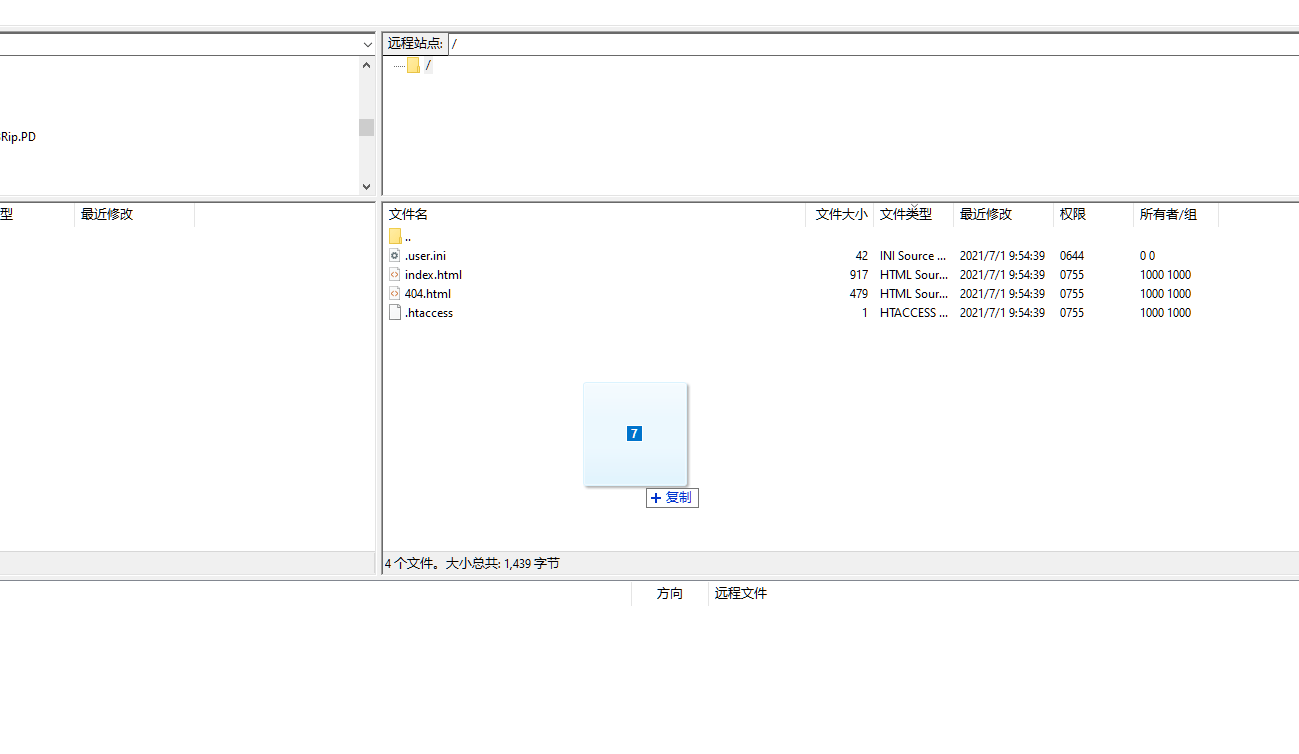 远程站点: /
/
Rip.PD
型 最近修改
文件名 文件大小 文件类型 最近修改 权限 所有者/组
..
.user.ini 42 INI Source ... 2021/7/1 9:54:39 0644 0 0
index.html 917 HTML Sour... 2021/7/1 9:54:39 0755 1000 1000
404.html 479 HTML Sour... 2021/7/1 9:54:39 0755 1000 1000
.htaccess 1 HTACCESS ... 2021/7/1 9:54:39 0755 1000 1000
7
+ 复制
4 个文件。大小总共: 1,439 字节
方向 远程文件